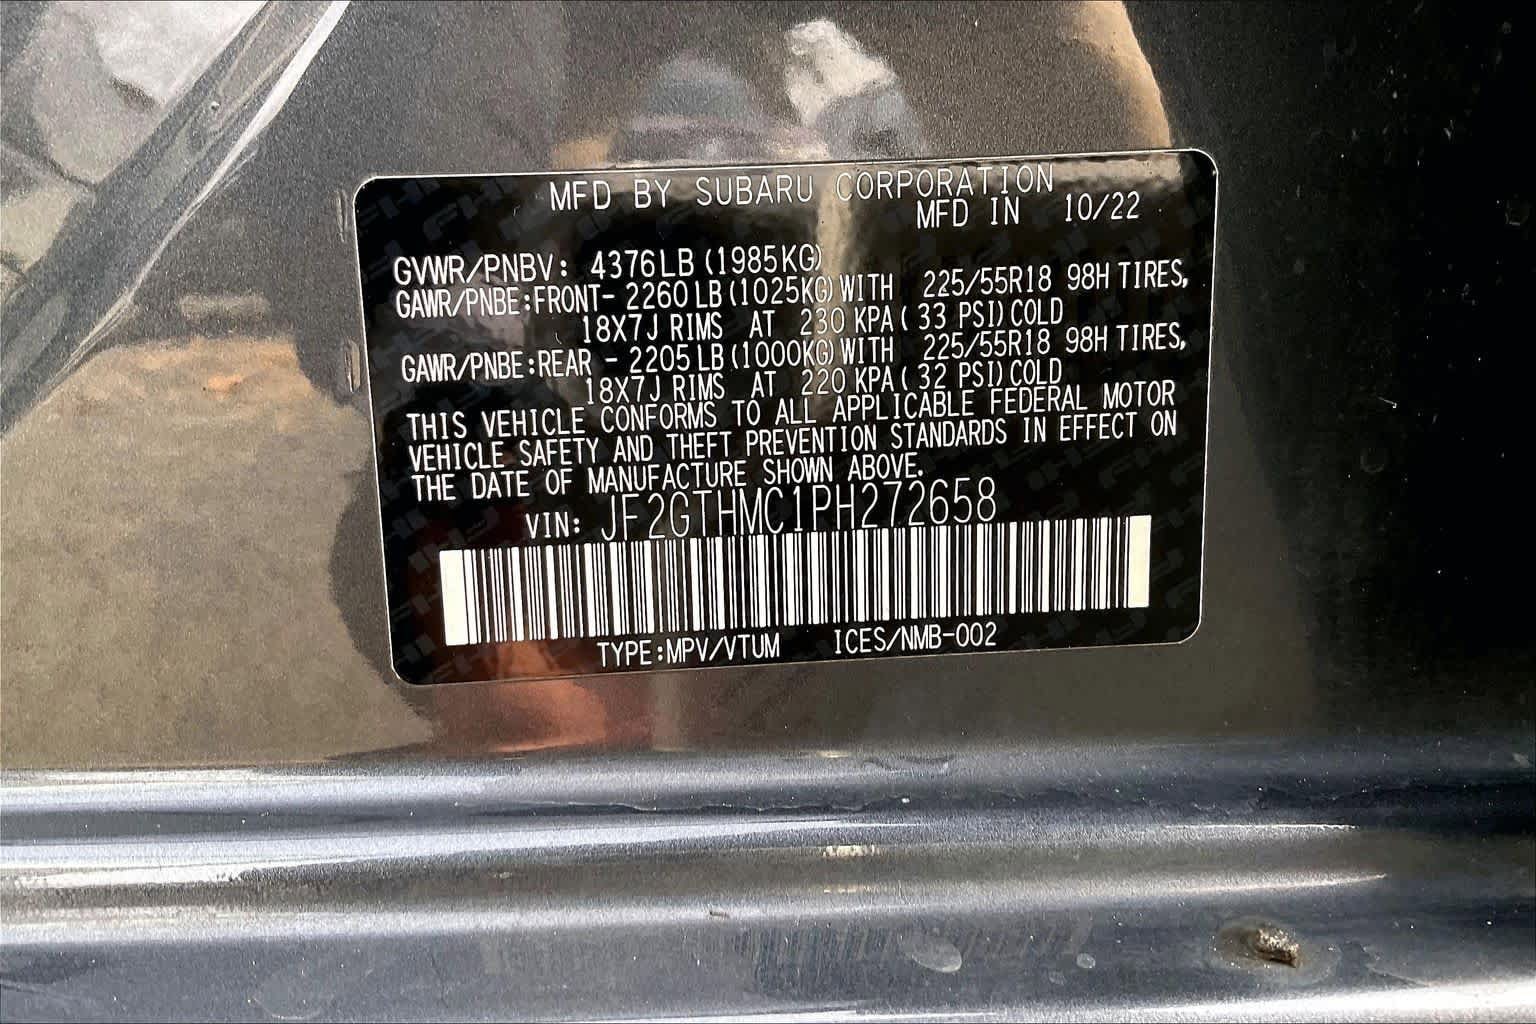 MFD BY SUBARU CORPORATION
MFD IN 10/22
GVWR/PNBV: 4376LB (1985KG)
GAWR/PNBE:FRONT- 2260 LB (1025KG) WITH 225/55R18 98H TIRES,
18X7J RIMS AT 230 KPA ( 33 PSI) COLD
GAWR/PNBE:REAR - 2205 LB (1000KG) WITH 225/55R18 98H TIRES,
18X7J RIMS AT 220 KPA ( 32 PSI) COLD
THIS VEHICLE CONFORMS TO ALL APPLICABLE FEDERAL MOTOR
VEHICLE SAFETY AND THEFT PREVENTION STANDARDS IN EFFECT ON
THE DATE OF MANUFACTURE SHOWN ABOVE.
VIN: JF2GTHMC1PH272658
TYPE:MPV/VTUM ICES/NMB-002